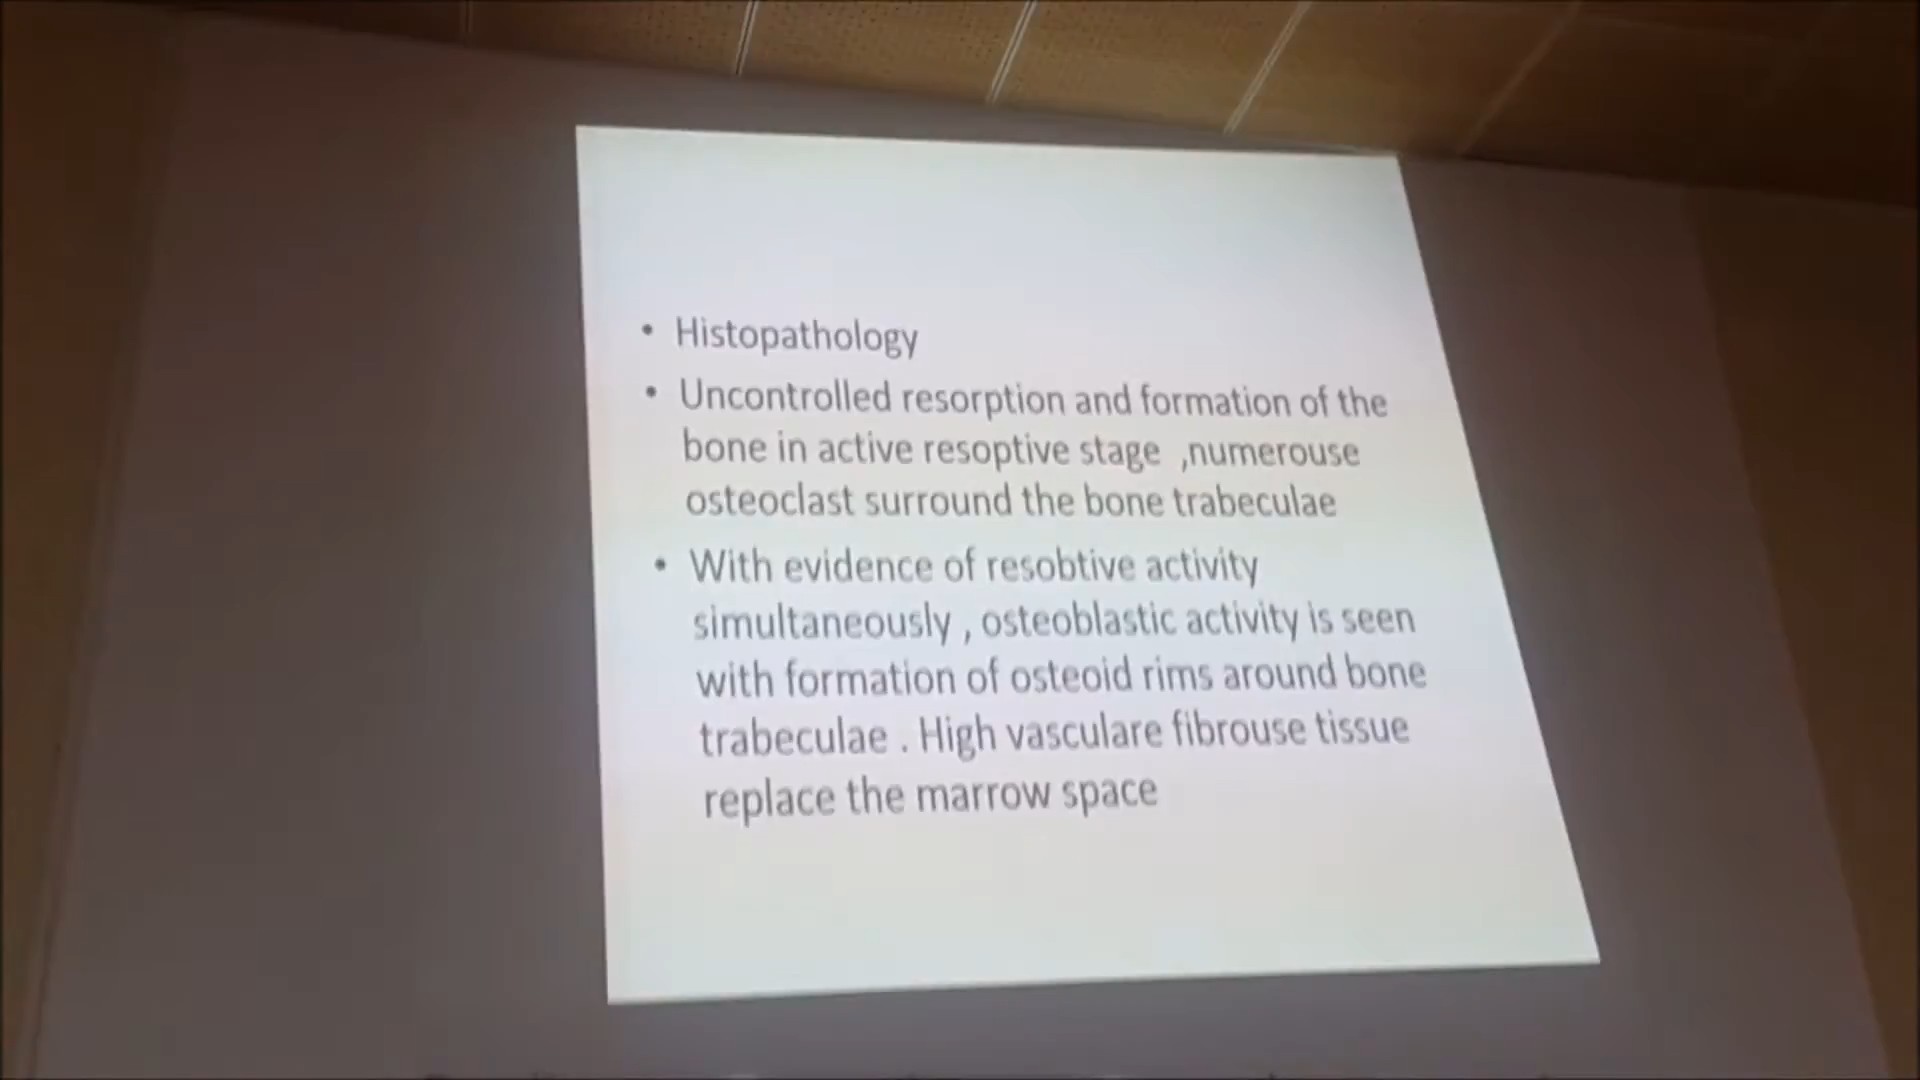 • Histopathology
• Uncontrolled resorption and formation of the
bone in active resoptive stage ,numerouse
osteoclast surround the bone trabeculae
• With evidence of resobtive activity
simultaneously , osteoblastic activity is seen
with formation of osteoid rims around bone
trabeculae . High vasculare fibrouse tissue
replace the marrow space